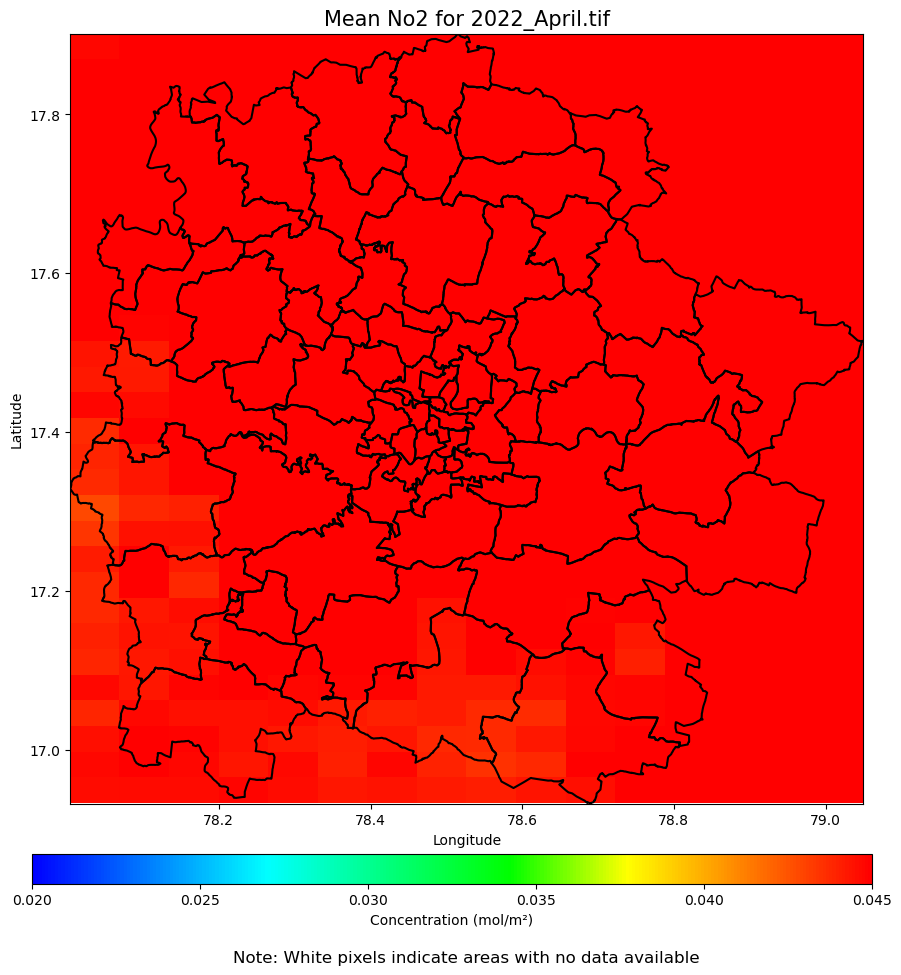 Mean No2 for 2022_April.tif
17.8
17.6
17.4
17.2
17.0
Latitude
78.2 78.4 78.6 78.8 79.0
Longitude
0.020 0.025 0.030 0.035 0.040 0.045
Concentration (mol/m²)
Note: White pixels indicate areas with no data available